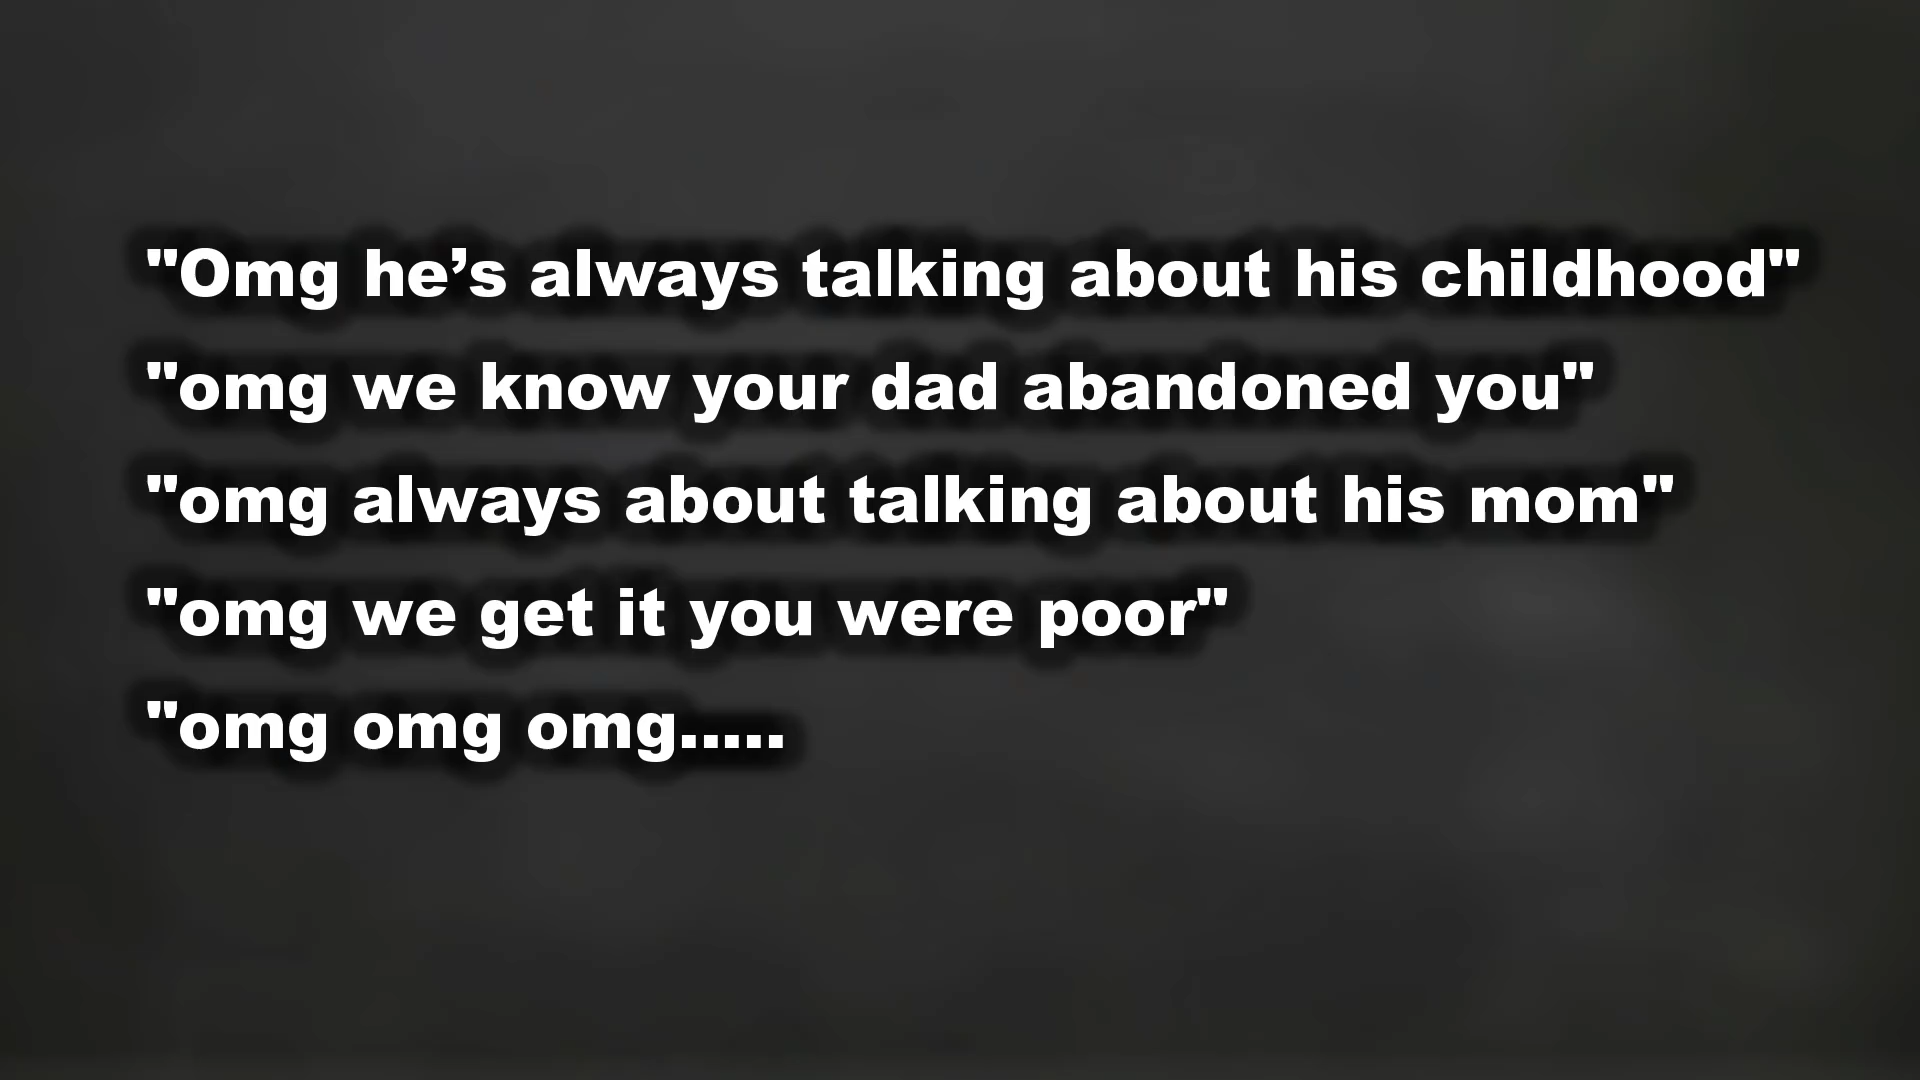 "Omg he’s always talking about his childhood"
"omg we know your dad abandoned you"
"omg always about talking about his mom"
"omg we get it you were poor"
"omg omg omg.....